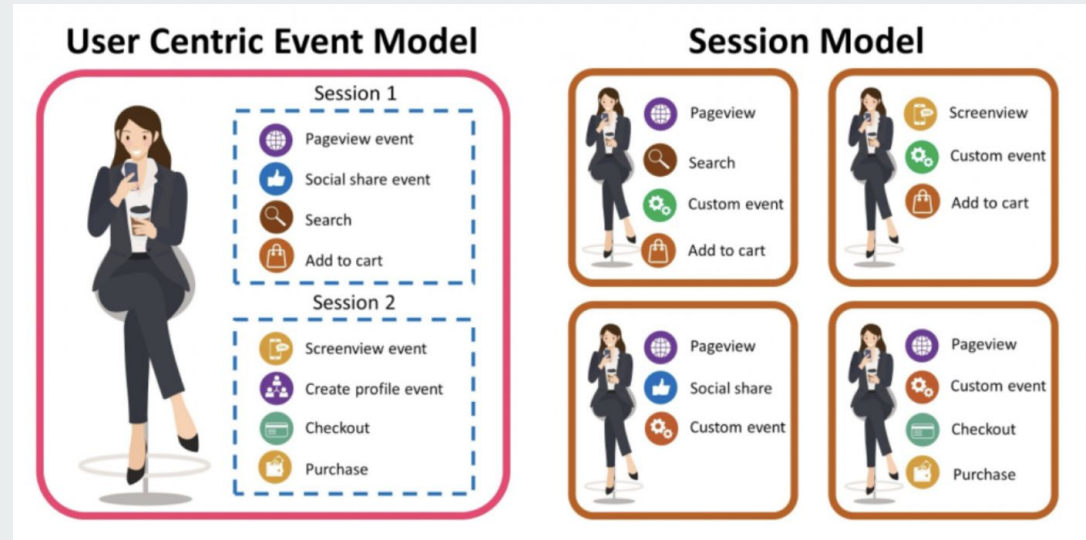 User Centric Event Model
Session 1
Pageview event
Social share event
Search
Add to cart
Session 2
Screenview event
Create profile event
Checkout
Purchase
Session Model
Pageview
Search
Custom event
Add to cart
Screenview
Custom event
Add to cart
Pageview
Social share
Custom event
Pageview
Custom event
Checkout
Purchase